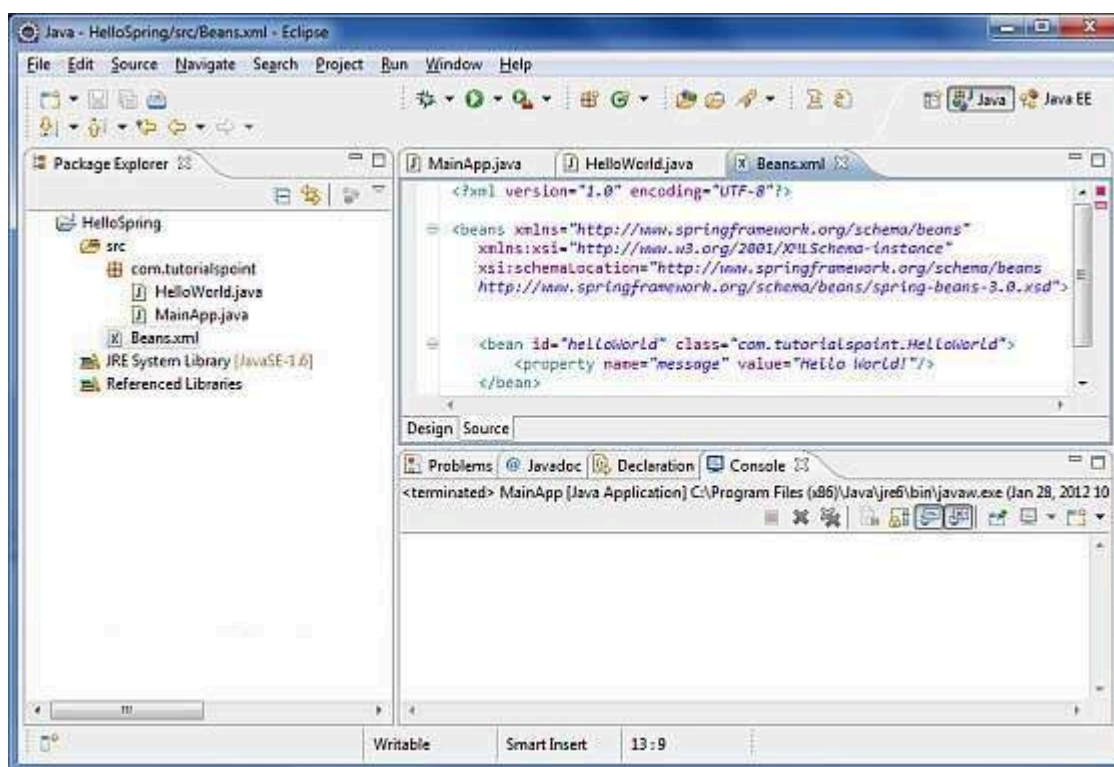 Java - HelloSpring/src/Beans.xml - Eclipse
File Edit Source Navigate Search Project Run Window Help
Java Java EE
Package Explorer
HelloSpring
src
com.tutorialspoint
HelloWorld.java
MainApp.java
Beans.xml
JRE System Library [JavaSE-1.6]
Referenced Libraries
MainApp.java HelloWorld.java Beans.xml
<?xml version="1.0" encoding="UTF-8"?>
<beans xmlns="http://www.springframework.org/schema/beans"
xmlns:xsi="http://www.w3.org/2001/XMLSchema-instance"
xsi:schemaLocation="http://www.springframework.org/schema/beans
http://www.springframework.org/schema/beans/spring-beans-3.0.xsd">
<bean id="helloWorld" class="com.tutorialspoint.HelloWorld">
<property name="message" value="Hello World!"/>
</bean>
Design Source
Problems @ Javadoc Declaration Console
<terminated> MainApp [Java Application] C:\Program Files (x86)\Java\jre6\bin\javaw.exe (Jan 28, 2012 10
Writable Smart Insert 13 : 9